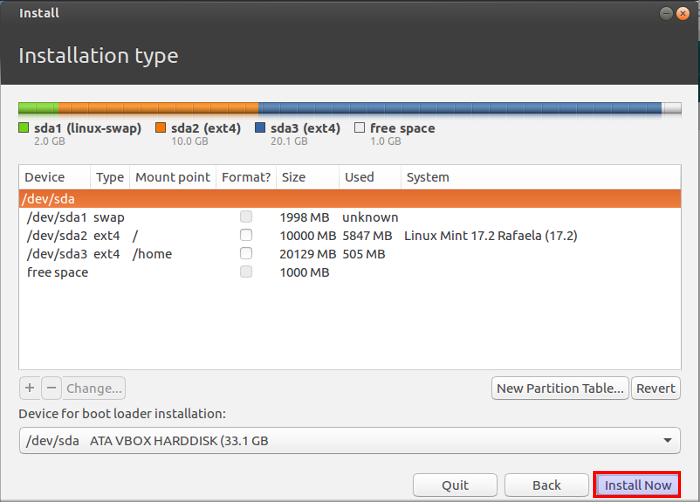 Install
Installation type
sda1 (linux-swap) sda2 (ext4) sda3 (ext4) free space
2.0 GB 10.0 GB 20.1 GB 1.0 GB
Device Type Mount point Format? Size Used System
/dev/sda
/dev/sda1 swap 1998 MB unknown
/dev/sda2 ext4 / 10000 MB 5847 MB Linux Mint 17.2 Rafaela (17.2)
/dev/sda3 ext4 /home 20129 MB 505 MB
free space 1000 MB
+ − Change... New Partition Table... Revert
Device for boot loader installation:
/dev/sda ATA VBOX HARDDISK (33.1 GB
Quit Back Install Now